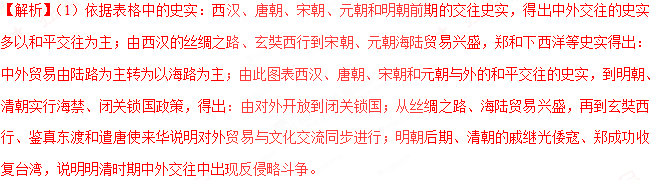 【解析】（1）依据表格中的史实：西汉、唐朝、宋朝、元朝和明朝前期的交往史实，得出中外交往的史实
多以和平交往为主；由西汉的丝绸之路、玄奘西行到宋朝、元朝海陆贸易兴盛，郑和下西洋等史实得出：
中外贸易由陆路为主转为以海路为主；由此图表西汉、唐朝、宋朝和元朝与外的和平交往的史实，到明朝、
清朝实行海禁、闭关锁国政策，得出：由对外开放到闭关锁国；从丝绸之路、海陆贸易兴盛，再到玄奘西
行、鉴真东渡和遣唐使来华说明对外贸易与文化交流同步进行；明朝后期、清朝的戚继光倭寇、郑成功收
复台湾，说明明清时期中外交往中出现反侵略斗争。